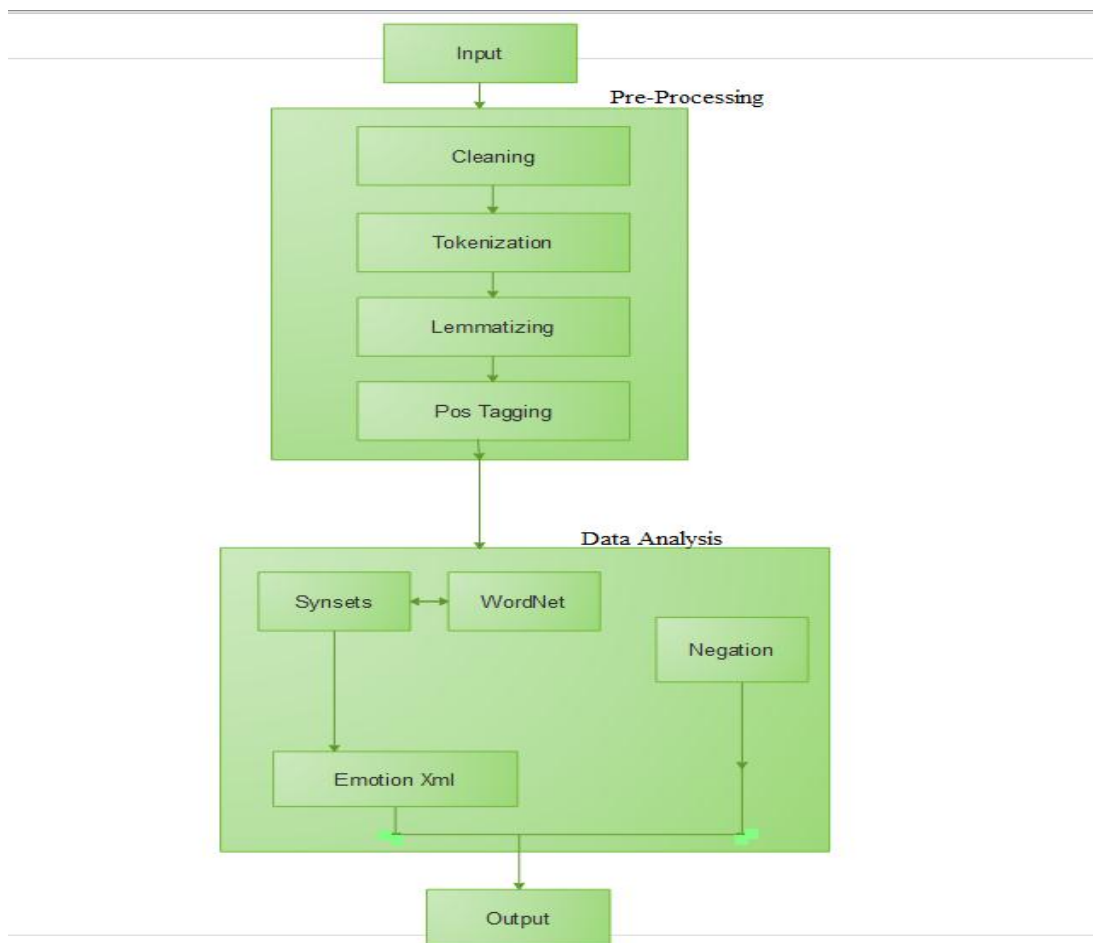 Input
Pre-Processing
Cleaning
Tokenization
Lemmatizing
Pos Tagging
Data Analysis
Synsets
WordNet
Negation
Emotion Xml
Output